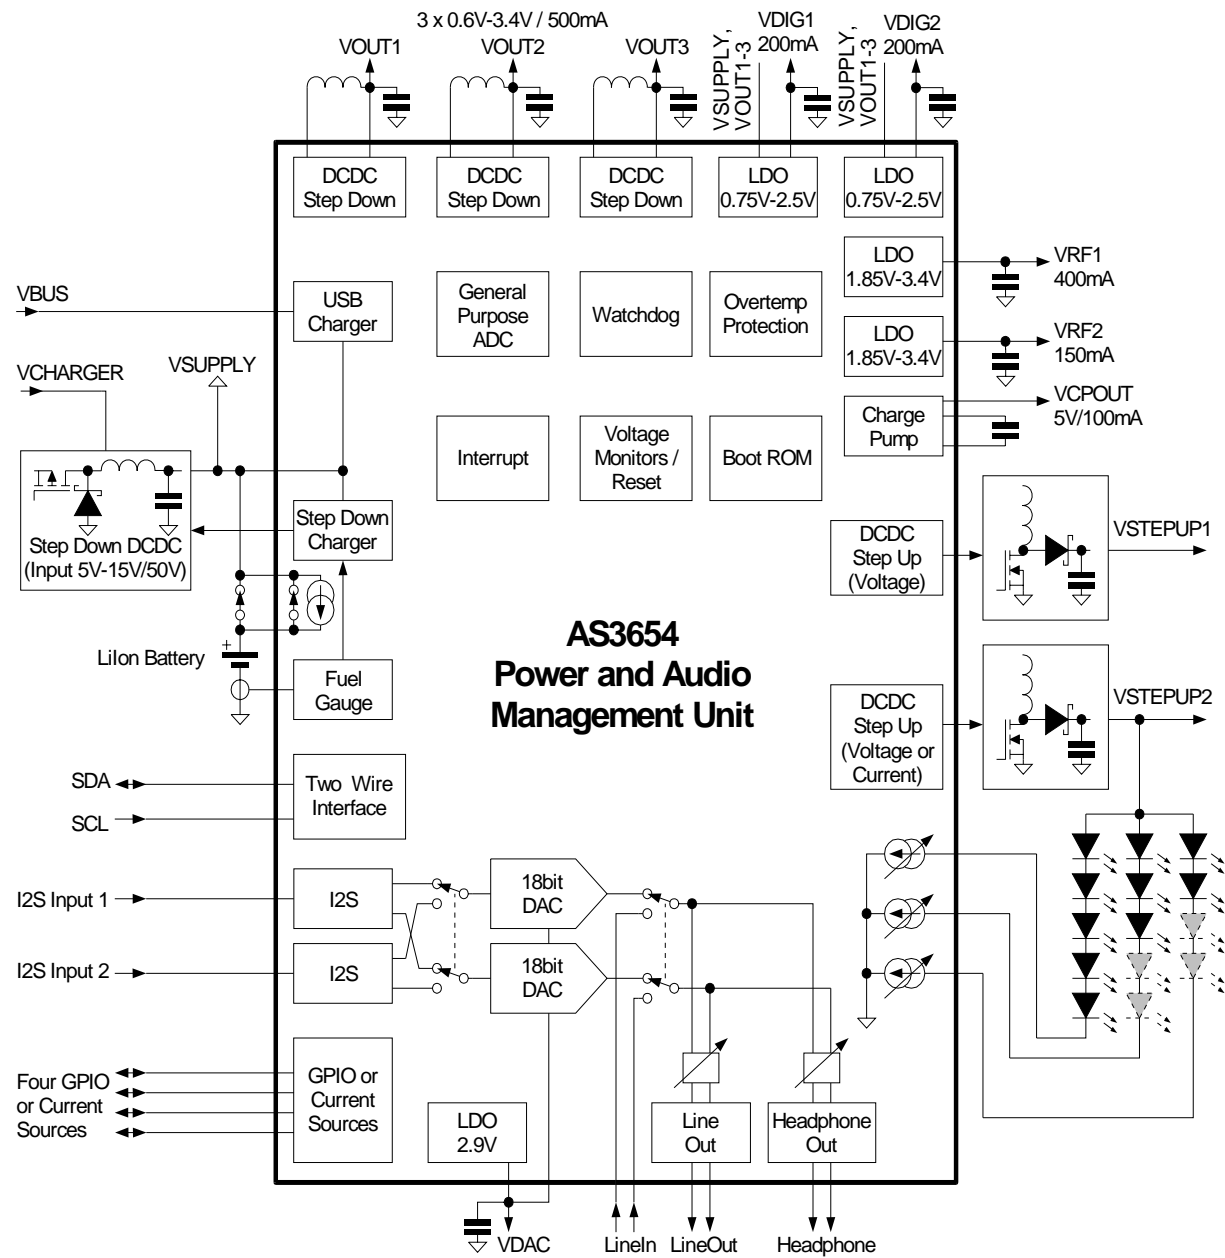 3 x 0.6V-3.4V / 500mA
VOUT1
VOUT2
VOUT3
VSUPPLY,
VOUT1-3
VDIG1
200mA
VSUPPLY,
VOUT1-3
VDIG2
200mA
DCDC
Step Down
DCDC
Step Down
DCDC
Step Down
LDO
0.75V-2.5V
LDO
0.75V-2.5V
LDO
1.85V-3.4V
VRF1
400mA
VBUS
USB
Charger
General
Purpose
ADC
Watchdog
Overtemp
Protection
LDO
1.85V-3.4V
VRF2
150mA
VCHARGER
VSUPPLY
Charge
Pump
VCPOUT
5V/100mA
Interrupt
Voltage
Monitors /
Reset
Boot ROM
Step Down DCDC
(Input 5V-15V/50V)
Step Down
Charger
DCDC
Step Up
(Voltage)
VSTEPUP1
+
LiIon Battery
Fuel
Gauge
AS3654
Power and Audio
Management Unit
DCDC
Step Up
(Voltage or
Current)
VSTEPUP2
SDA
SCL
Two Wire
Interface
I2S Input 1
I2S
18bit
DAC
I2S Input 2
I2S
18bit
DAC
Four GPIO
or Current
Sources
GPIO or
Current
Sources
LDO
2.9V
Line
Out
Headphone
Out
VDAC
LineIn
LineOut
Headphone